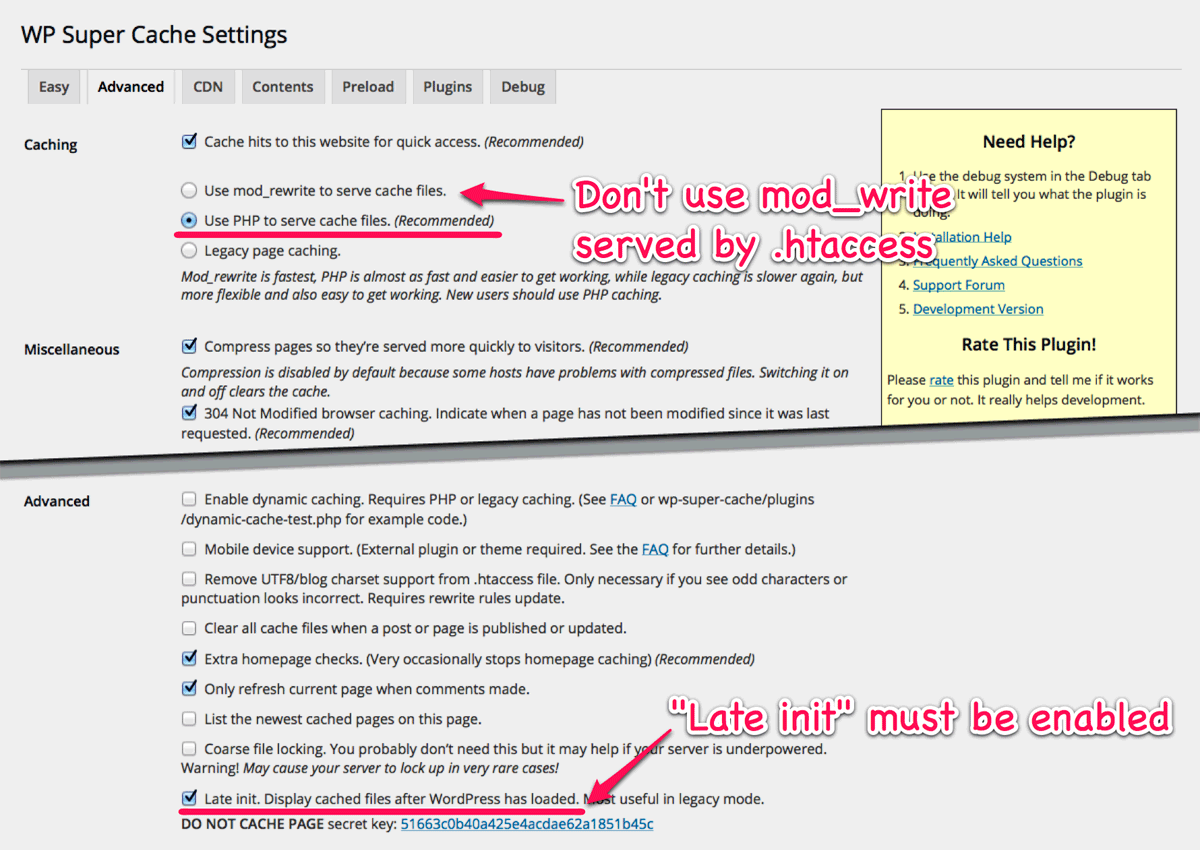 WP Super Cache Settings
Easy
Advanced
CDN
Contents
Preload
Plugins
Debug
Caching
Cache hits to this website for quick access. (Recommended)
Use mod_rewrite to serve cache files.
Use PHP to serve cache files. (Recommended)
Legacy page caching.
Mod_rewrite is fastest, PHP is almost as fast and easier to get working, while legacy caching is slower again, but
more flexible and also easy to get working. New users should use PHP caching.
Don't use mod_write
served by .htaccess
Need Help?
1. Use the debug system in the Debug tab
It will tell you what the plugin is
doing.
Help
3. Frequently Asked Questions
4. Support Forum
5. Development Version
Rate This Plugin!
Please rate this plugin and tell me if it works
for you or not. It really helps development.
Miscellaneous
Compress pages so they're served more quickly to visitors. (Recommended)
Compression is disabled by default because some hosts have problems with compressed files. Switching it on
and off clears the cache.
304 Not Modified browser caching. Indicate when a page has not been modified since it was last
requested. (Recommended)
Advanced
Enable dynamic caching. Requires PHP or legacy caching. (See FAQ or wp-super-cache/plugins
/dynamic-cache-test.php for example code.)
Mobile device support. (External plugin or theme required. See the FAQ for further details.)
Remove UTF8/blog charset support from .htaccess file. Only necessary if you see odd characters or
punctuation looks incorrect. Requires rewrite rules update.
Clear all cache files when a post or page is published or updated.
Extra homepage checks. (Very occasionally stops homepage caching) (Recommended)
Only refresh current page when comments made.
List the newest cached pages on this page.
"Late init" must be enabled
Coarse file locking. You probably don't need this but it may help if your server is underpowered.
Warning! May cause your server to lock up in very rare cases!
Late init. Display cached files after WordPress has loaded. Most useful in legacy mode.
DO NOT CACHE PAGE secret key: 51663c0b40a425e4acdae62a1851b45c